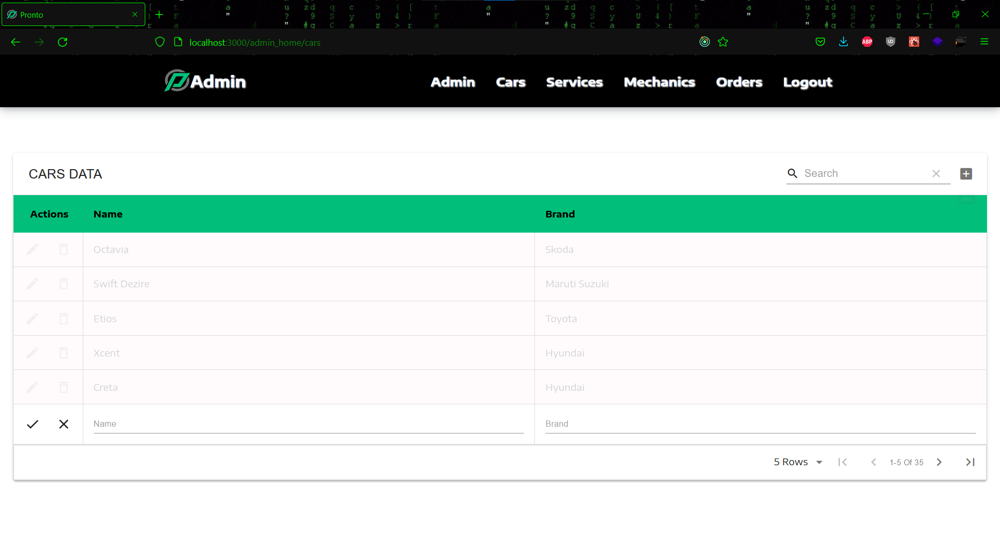 Pronto
localhost:3000/admin_home/cars
ABP
Admin
Admin Cars Services Mechanics Orders Logout
CARS DATA
Search
Add
Actions Name Brand
Octavia Skoda
Swift Dezire Maruti Suzuki
Etios Toyota
Xcent Hyundai
Creta Hyundai
Name Brand
5 Rows 1-5 Of 35